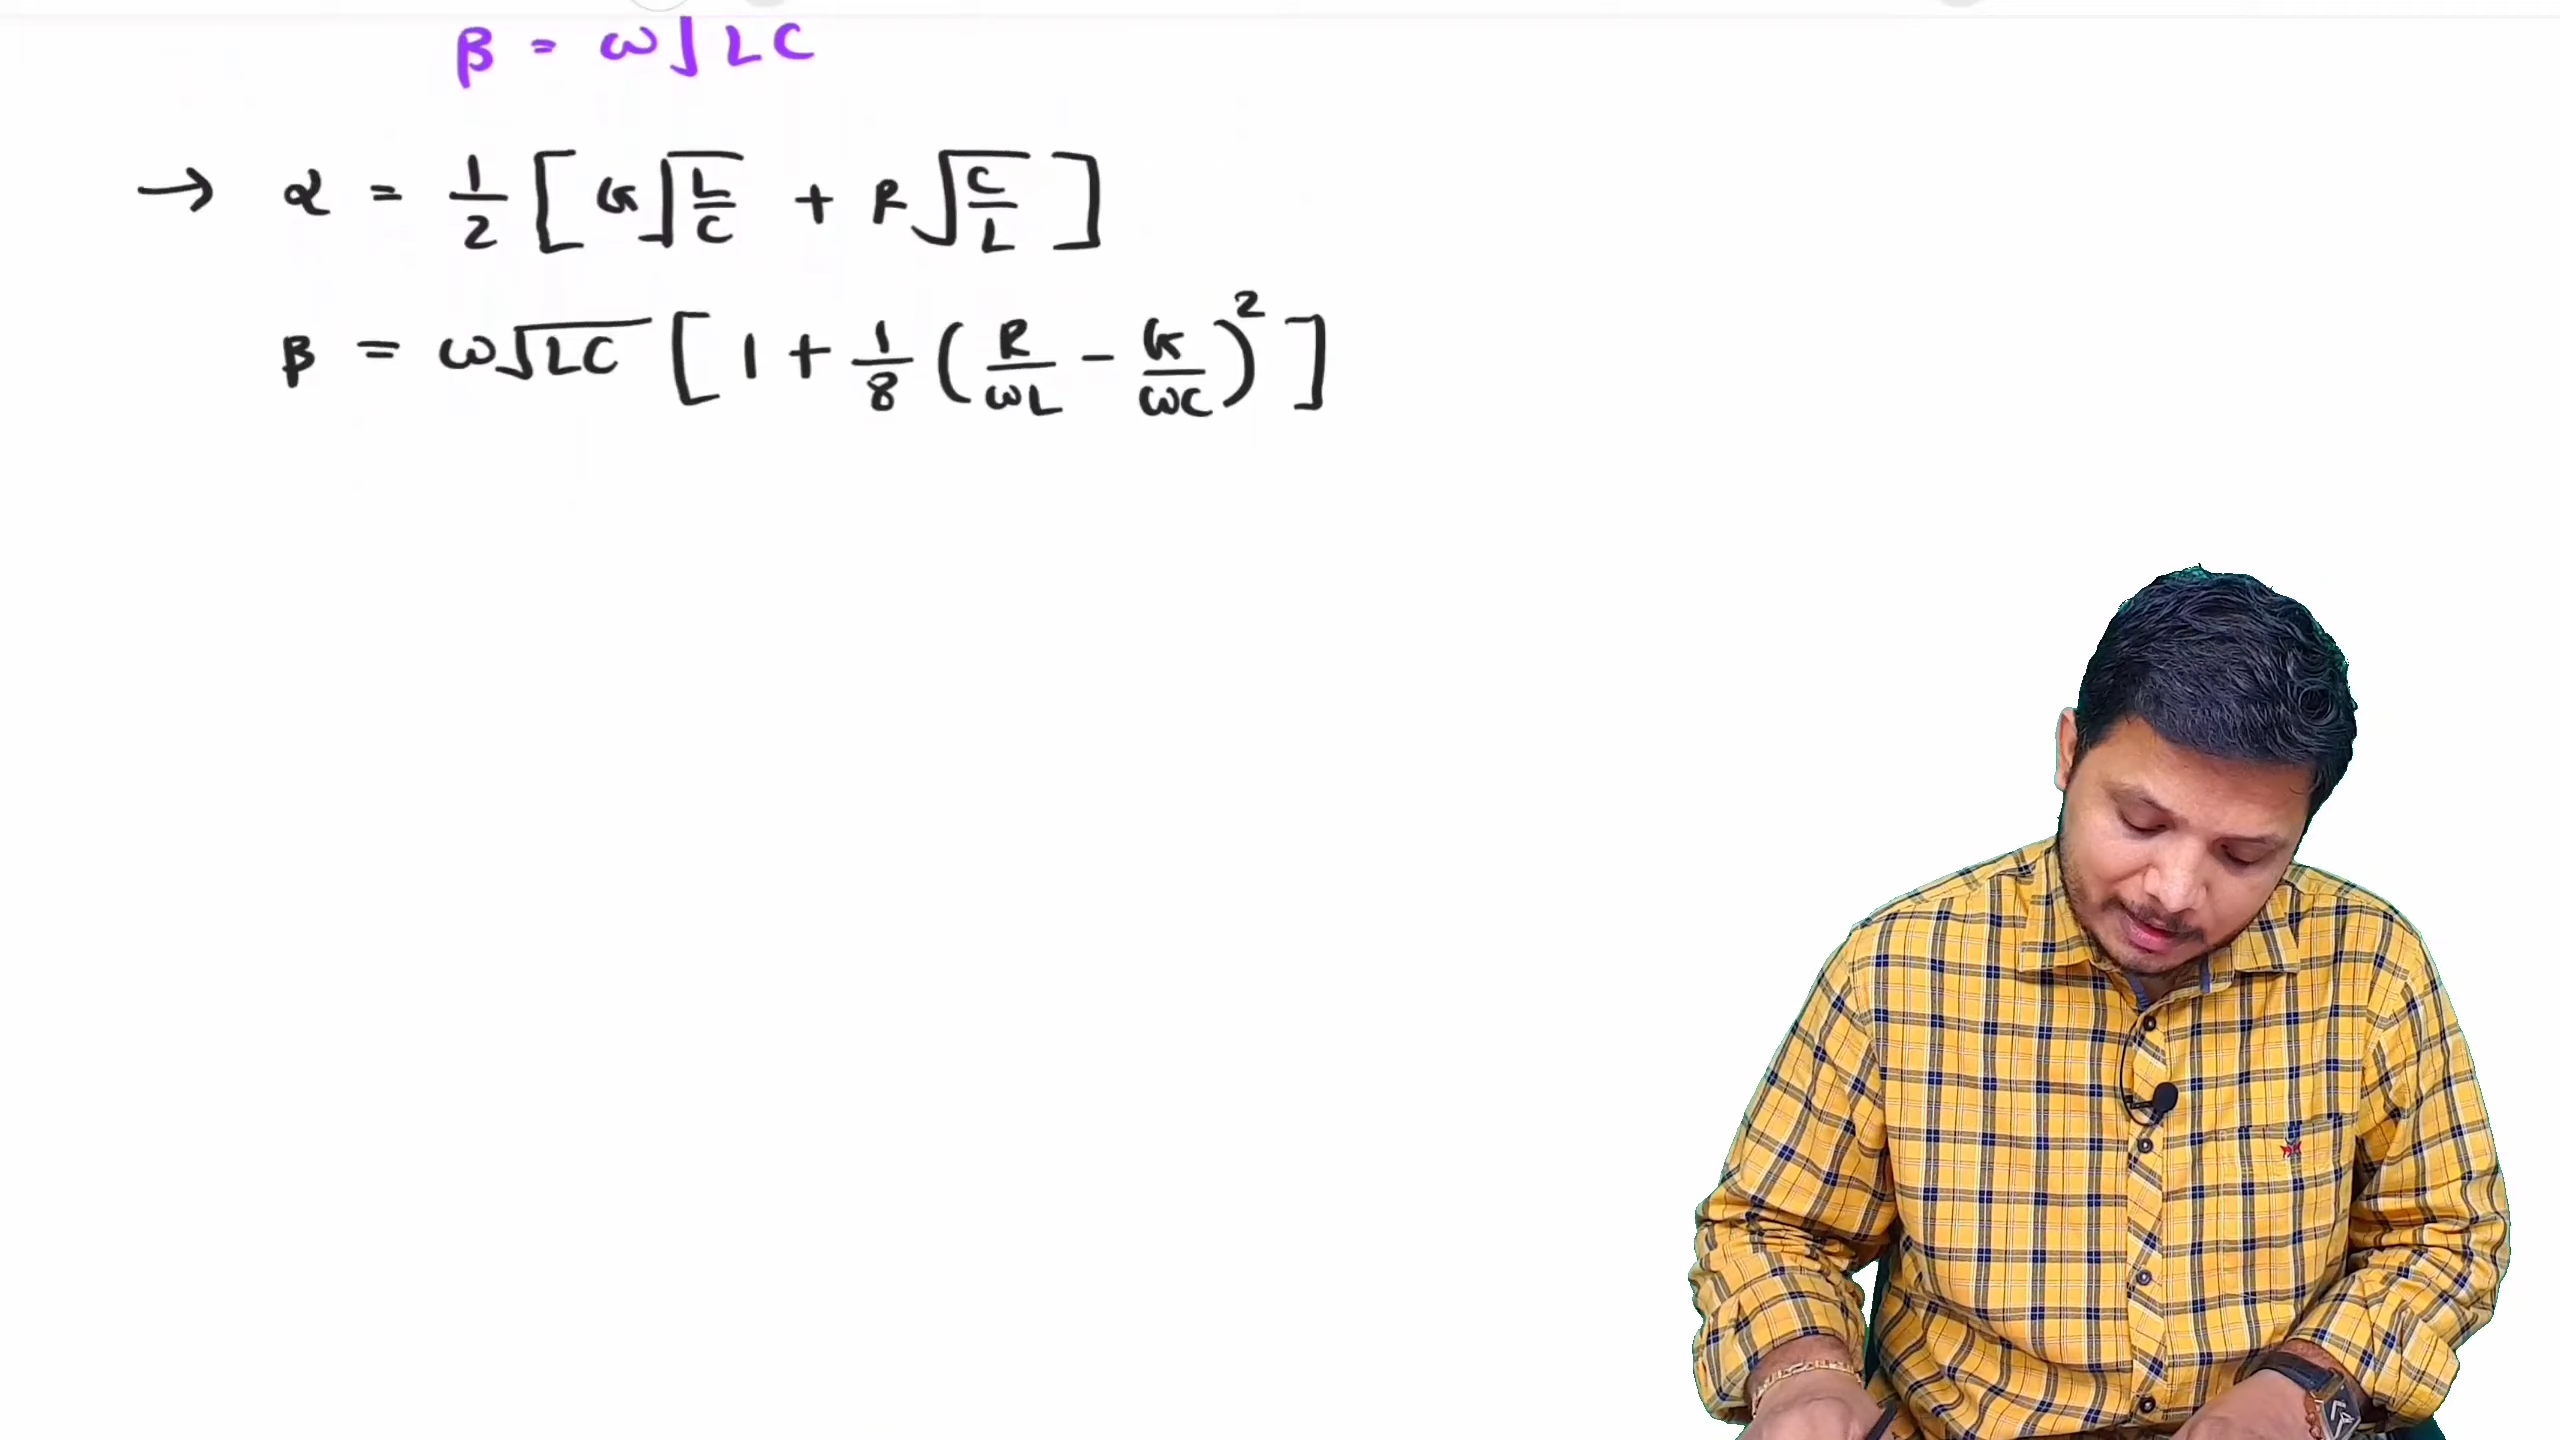 β = ω√LC
→ α = 1/2 [ G√(L/C) + R√(C/L) ]
β = ω√LC [ 1 + 1/8 ( R/ωL - G/ωC )² ]